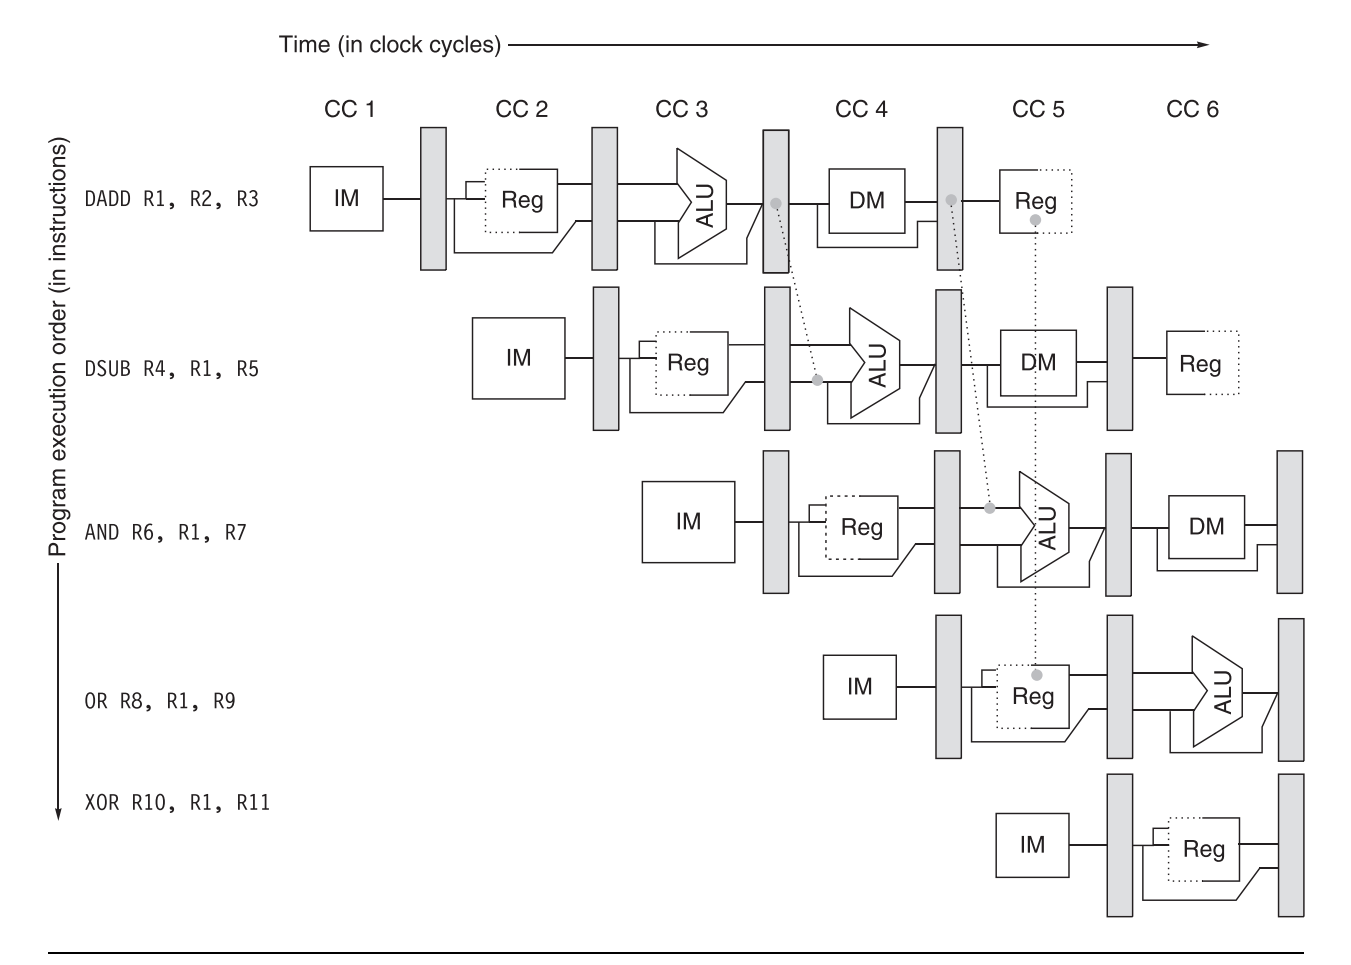 Time (in clock cycles)
CC 1 CC 2 CC 3 CC 4 CC 5 CC 6
Program execution order (in instructions)
DADD R1, R2, R3
IM Reg ALU DM Reg
DSUB R4, R1, R5
IM Reg ALU DM Reg
AND R6, R1, R7
IM Reg ALU DM
OR R8, R1, R9
IM Reg ALU
XOR R10, R1, R11
IM Reg